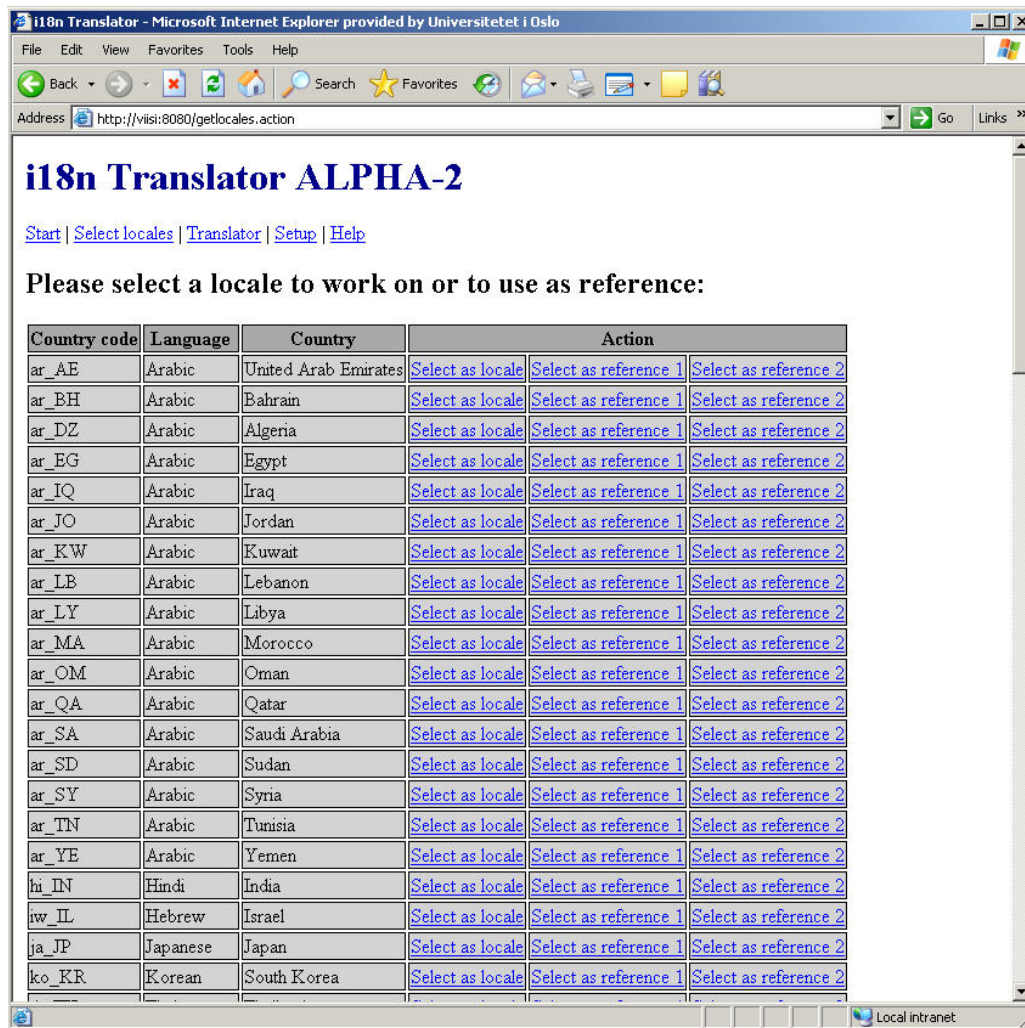 i18n Translator - Microsoft Internet Explorer provided by Universitetet i Oslo
File Edit View Favorites Tools Help
Back Search Favorites
Address http://viisi:8080/getlocales.action Go Links »
i18n Translator ALPHA-2
Start | Select locales | Translator | Setup | Help
Please select a locale to work on or to use as reference:
Country code Language Country Action
ar_AE Arabic United Arab Emirates Select as locale Select as reference 1 Select as reference 2
ar_BH Arabic Bahrain Select as locale Select as reference 1 Select as reference 2
ar_DZ Arabic Algeria Select as locale Select as reference 1 Select as reference 2
ar_EG Arabic Egypt Select as locale Select as reference 1 Select as reference 2
ar_IQ Arabic Iraq Select as locale Select as reference 1 Select as reference 2
ar_JO Arabic Jordan Select as locale Select as reference 1 Select as reference 2
ar_KW Arabic Kuwait Select as locale Select as reference 1 Select as reference 2
ar_LB Arabic Lebanon Select as locale Select as reference 1 Select as reference 2
ar_LY Arabic Libya Select as locale Select as reference 1 Select as reference 2
ar_MA Arabic Morocco Select as locale Select as reference 1 Select as reference 2
ar_OM Arabic Oman Select as locale Select as reference 1 Select as reference 2
ar_QA Arabic Qatar Select as locale Select as reference 1 Select as reference 2
ar_SA Arabic Saudi Arabia Select as locale Select as reference 1 Select as reference 2
ar_SD Arabic Sudan Select as locale Select as reference 1 Select as reference 2
ar_SY Arabic Syria Select as locale Select as reference 1 Select as reference 2
ar_TN Arabic Tunisia Select as locale Select as reference 1 Select as reference 2
ar_YE Arabic Yemen Select as locale Select as reference 1 Select as reference 2
hi_IN Hindi India Select as locale Select as reference 1 Select as reference 2
iw_IL Hebrew Israel Select as locale Select as reference 1 Select as reference 2
ja_JP Japanese Japan Select as locale Select as reference 1 Select as reference 2
ko_KR Korean South Korea Select as locale Select as reference 1 Select as reference 2
Local intranet